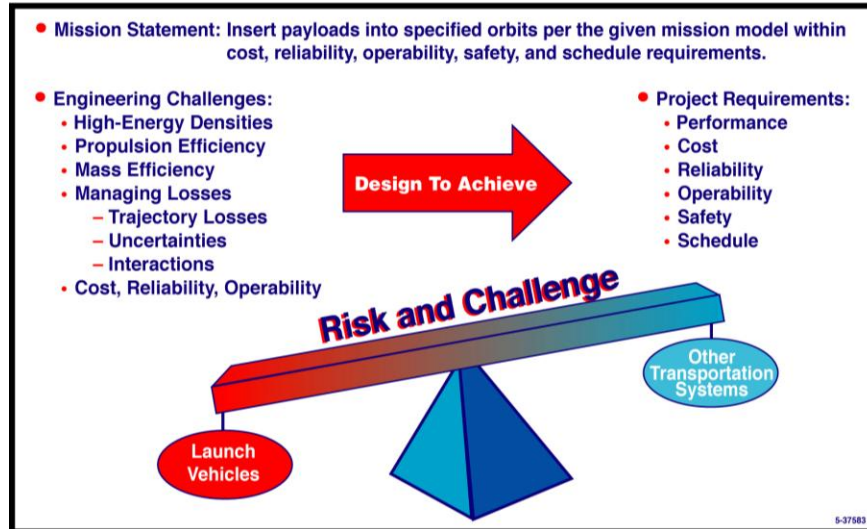 • Mission Statement: Insert payloads into specified orbits per the given mission model within
cost, reliability, operability, safety, and schedule requirements.
• Engineering Challenges:
• High-Energy Densities
• Propulsion Efficiency
• Mass Efficiency
• Managing Losses
– Trajectory Losses
– Uncertainties
– Interactions
• Cost, Reliability, Operability
Design To Achieve
• Project Requirements:
• Performance
• Cost
• Reliability
• Operability
• Safety
• Schedule
Risk and Challenge
Launch
Vehicles
Other
Transportation
Systems
5-37583